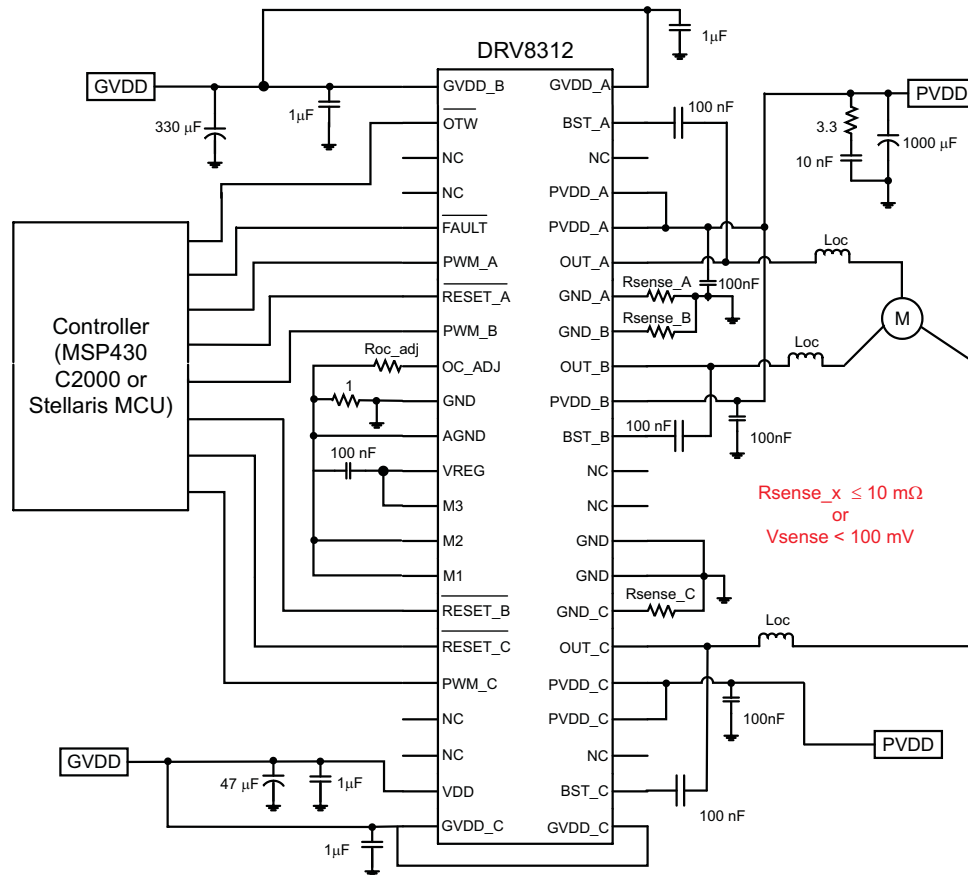 1μF
DRV8312
GVDD
GVDD_B
GVDD_A
PVDD
330 μF
1μF
OTW
BST_A
100 nF
3.3
1000 μF
10 nF
NC
NC
NC
PVDD_A
FAULT
PVDD_A
Loc
PWM_A
OUT_A
100nF
RESET_A
GND_A
Rsense_A
M
Controller
(MSP430
C2000 or
Stellaris MCU)
PWM_B
GND_B
Rsense_B
Roc_adj
OC_ADJ
OUT_B
Loc
1
GND
PVDD_B
100nF
AGND
BST_B
100 nF
100 nF
VREG
NC
M3
NC
Rsense_x ≤ 10 mΩ
or
Vsense < 100 mV
M2
GND
M1
GND
RESET_B
GND_C
Rsense_C
RESET_C
OUT_C
Loc
PWM_C
PVDD_C
100nF
NC
PVDD_C
PVDD
GVDD
NC
NC
47 μF
1μF
VDD
BST_C
100 nF
GVDD_C
GVDD_C
1μF